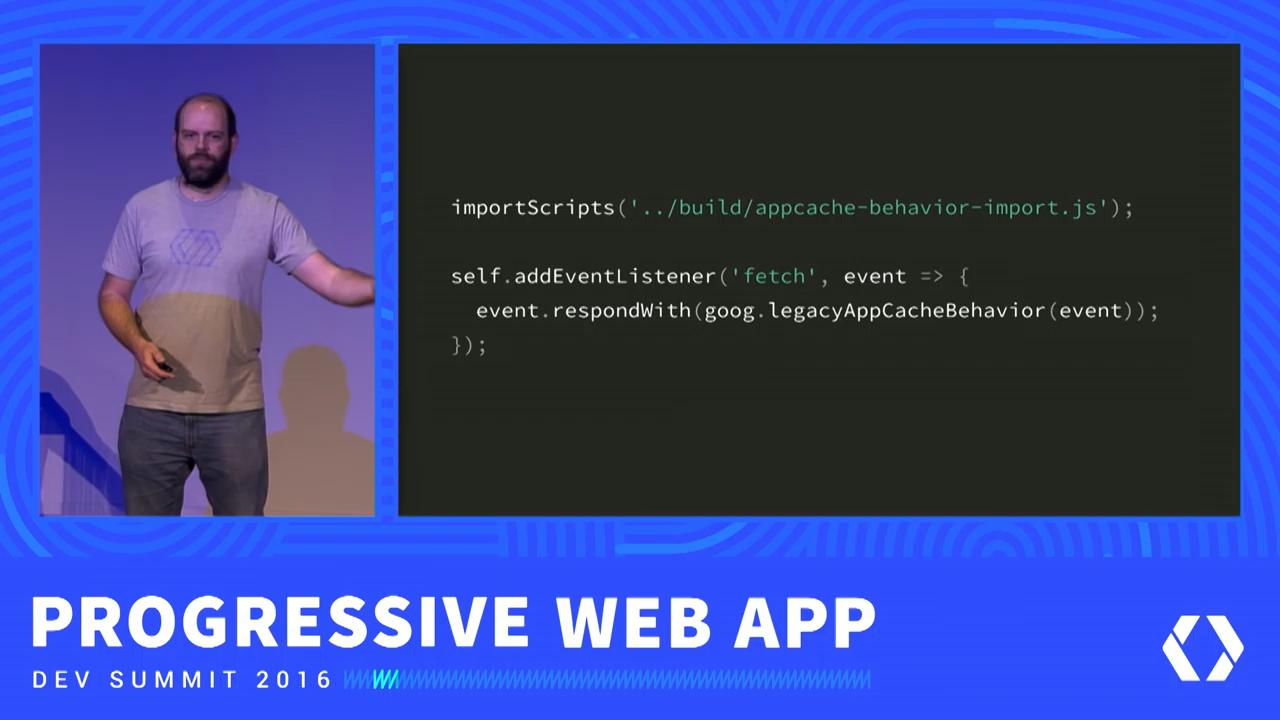 importScripts('../build/appcache-behavior-import.js');
self.addEventListener('fetch', event => {
  event.respondWith(goog.legacyAppCacheBehavior(event));
});
PROGRESSIVE WEB APP
DEV SUMMIT 2016